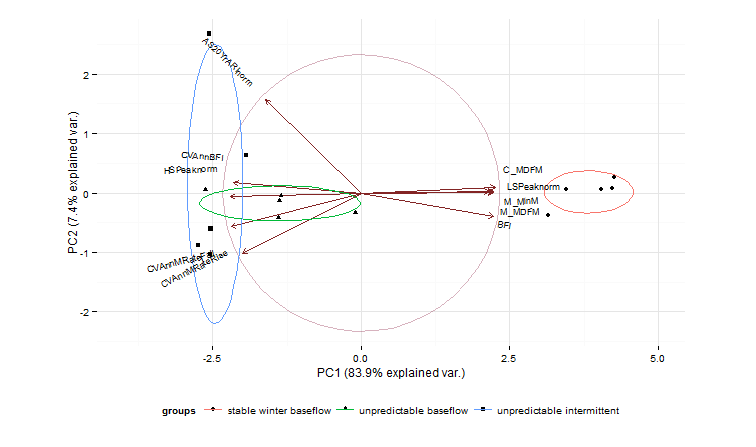 AS20YrARInorm
2
1
CVAnnBFI
HSPeaknorm
C_MDFM
LSPeaknorm
M_MinM
M_MDFM
BFI
0
-1
CVAnnMRateFall
CVAnnMRateRise
-2
PC2 (7.4% explained var.)
-2.5
0.0
2.5
5.0
PC1 (83.9% explained var.)
groups stable winter baseflow unpredictable baseflow unpredictable intermittent